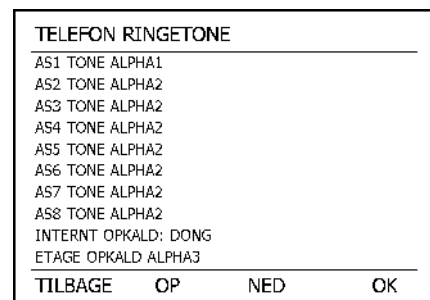 TELEFON RINGETONE
AS1 TONE ALPHA1
AS2 TONE ALPHA2
AS3 TONE ALPHA2
AS4 TONE ALPHA2
AS5 TONE ALPHA2
AS6 TONE ALPHA2
AS7 TONE ALPHA2
AS8 TONE ALPHA2
INTERNT OPKALD: DONG
ETAGE OPKALD ALPHA3
TILBAGE OP NED OK